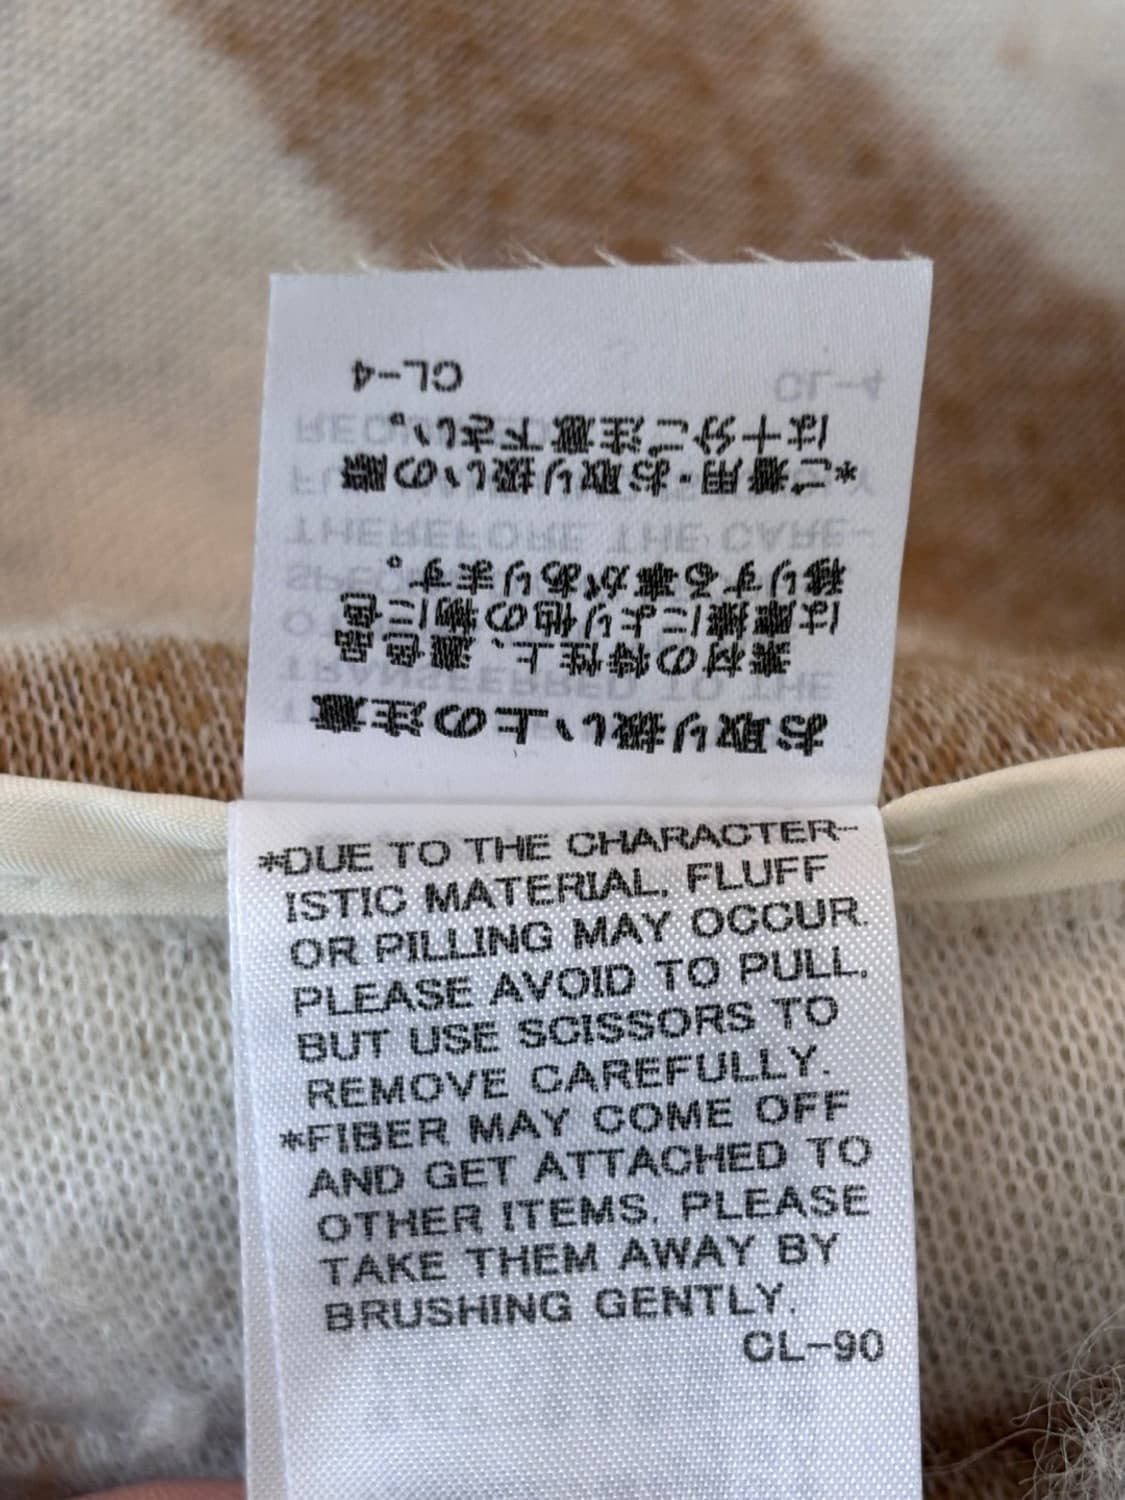 お取り扱い上の注意
素材の特性上、濃色品
は摩擦により他の物に色
移りする事があります。
*ご着用・お取り扱いの際
は十分ご注意下さい。
CL-4
*DUE TO THE CHARACTER-
ISTIC MATERIAL, FLUFF
OR PILLING MAY OCCUR.
PLEASE AVOID TO PULL,
BUT USE SCISSORS TO
REMOVE CAREFULLY.
*FIBER MAY COME OFF
AND GET ATTACHED TO
OTHER ITEMS. PLEASE
TAKE THEM AWAY BY
BRUSHING GENTLY.
CL-90